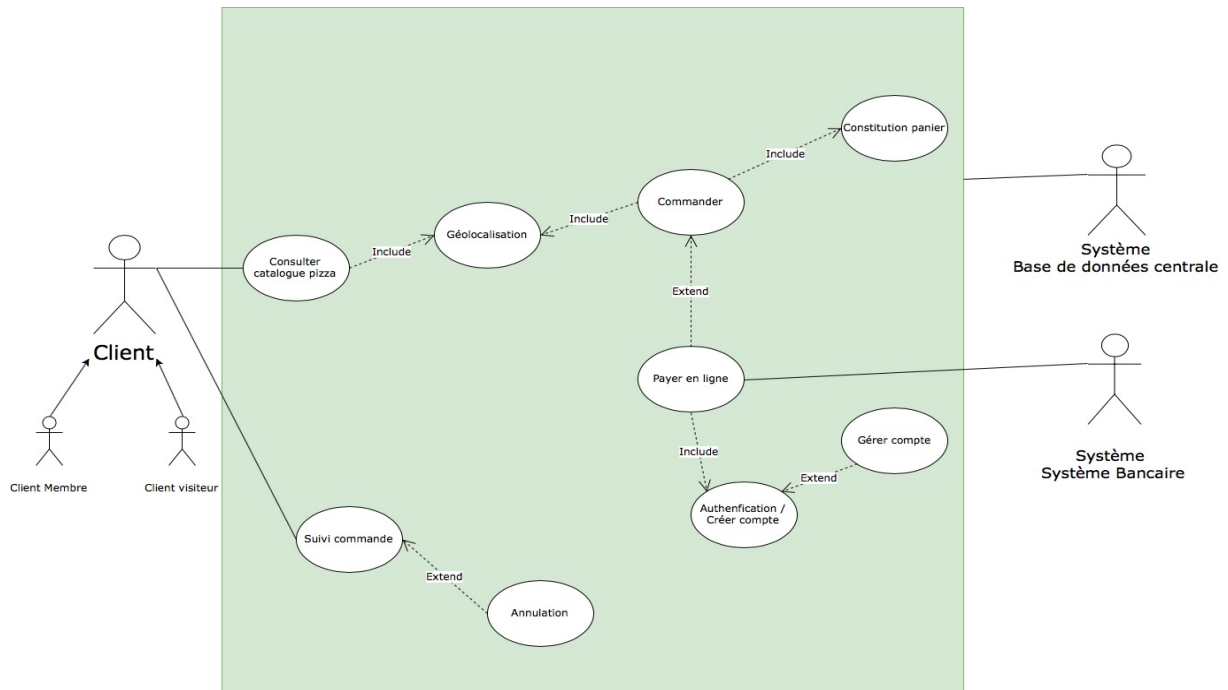 Constitution panier
Include
Commander
Include
Géolocalisation
Include
Consulter
catalogue pizza
Système
Base de données centrale
Extend
Client
Payer en ligne
Gérer compte
Include
Système
Système Bancaire
Extend
Client Membre
Client visiteur
Authenfication /
Créer compte
Suivi commande
Extend
Annulation